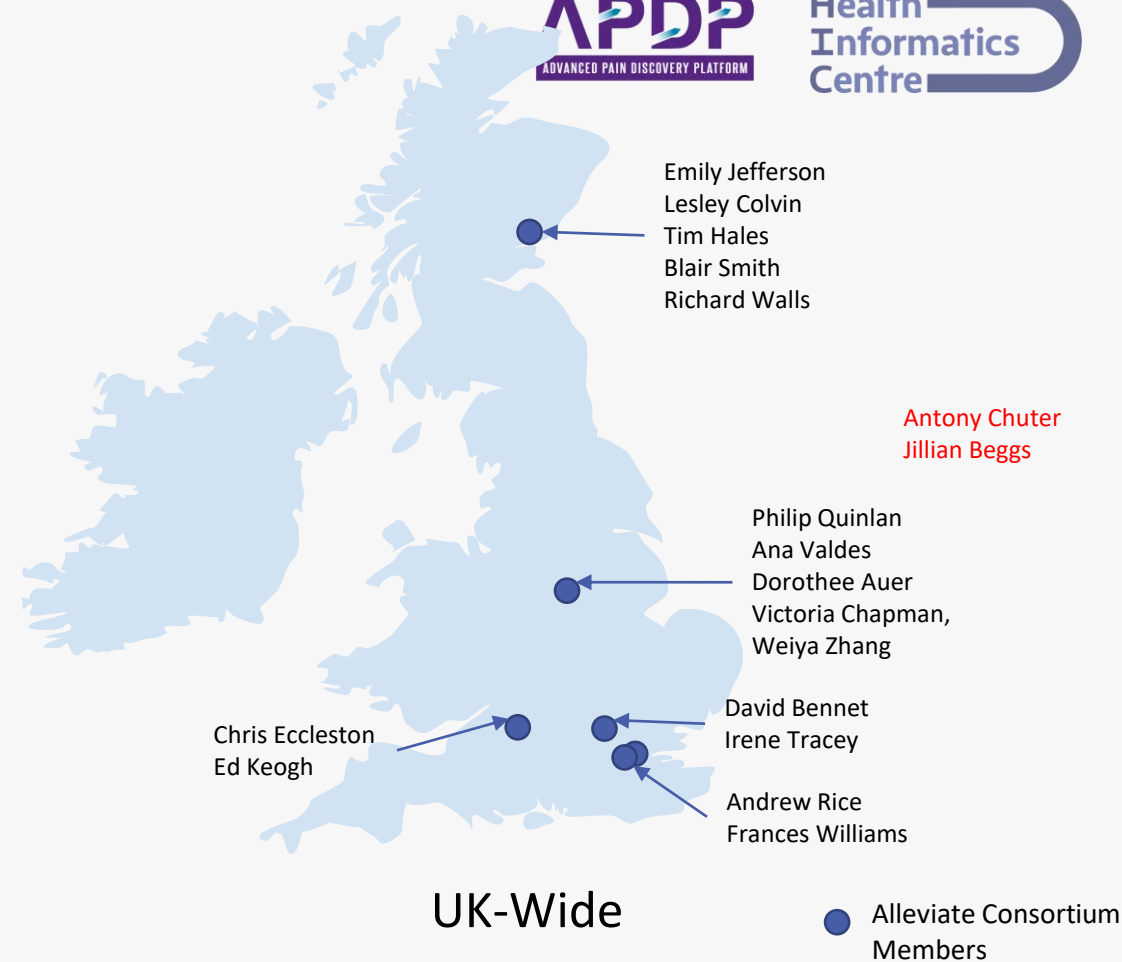 APDP
ADVANCED PAIN DISCOVERY PLATFORM
Health
Informatics
Centre
Emily Jefferson
Lesley Colvin
Tim Hales
Blair Smith
Richard Walls
Antony Chuter
Jillian Beggs
Philip Quinlan
Ana Valdes
Dorothee Auer
Victoria Chapman,
Weiya Zhang
David Bennet
Irene Tracey
Chris Eccleston
Ed Keogh
Andrew Rice
Frances Williams
UK-Wide
Alleviate Consortium
Members